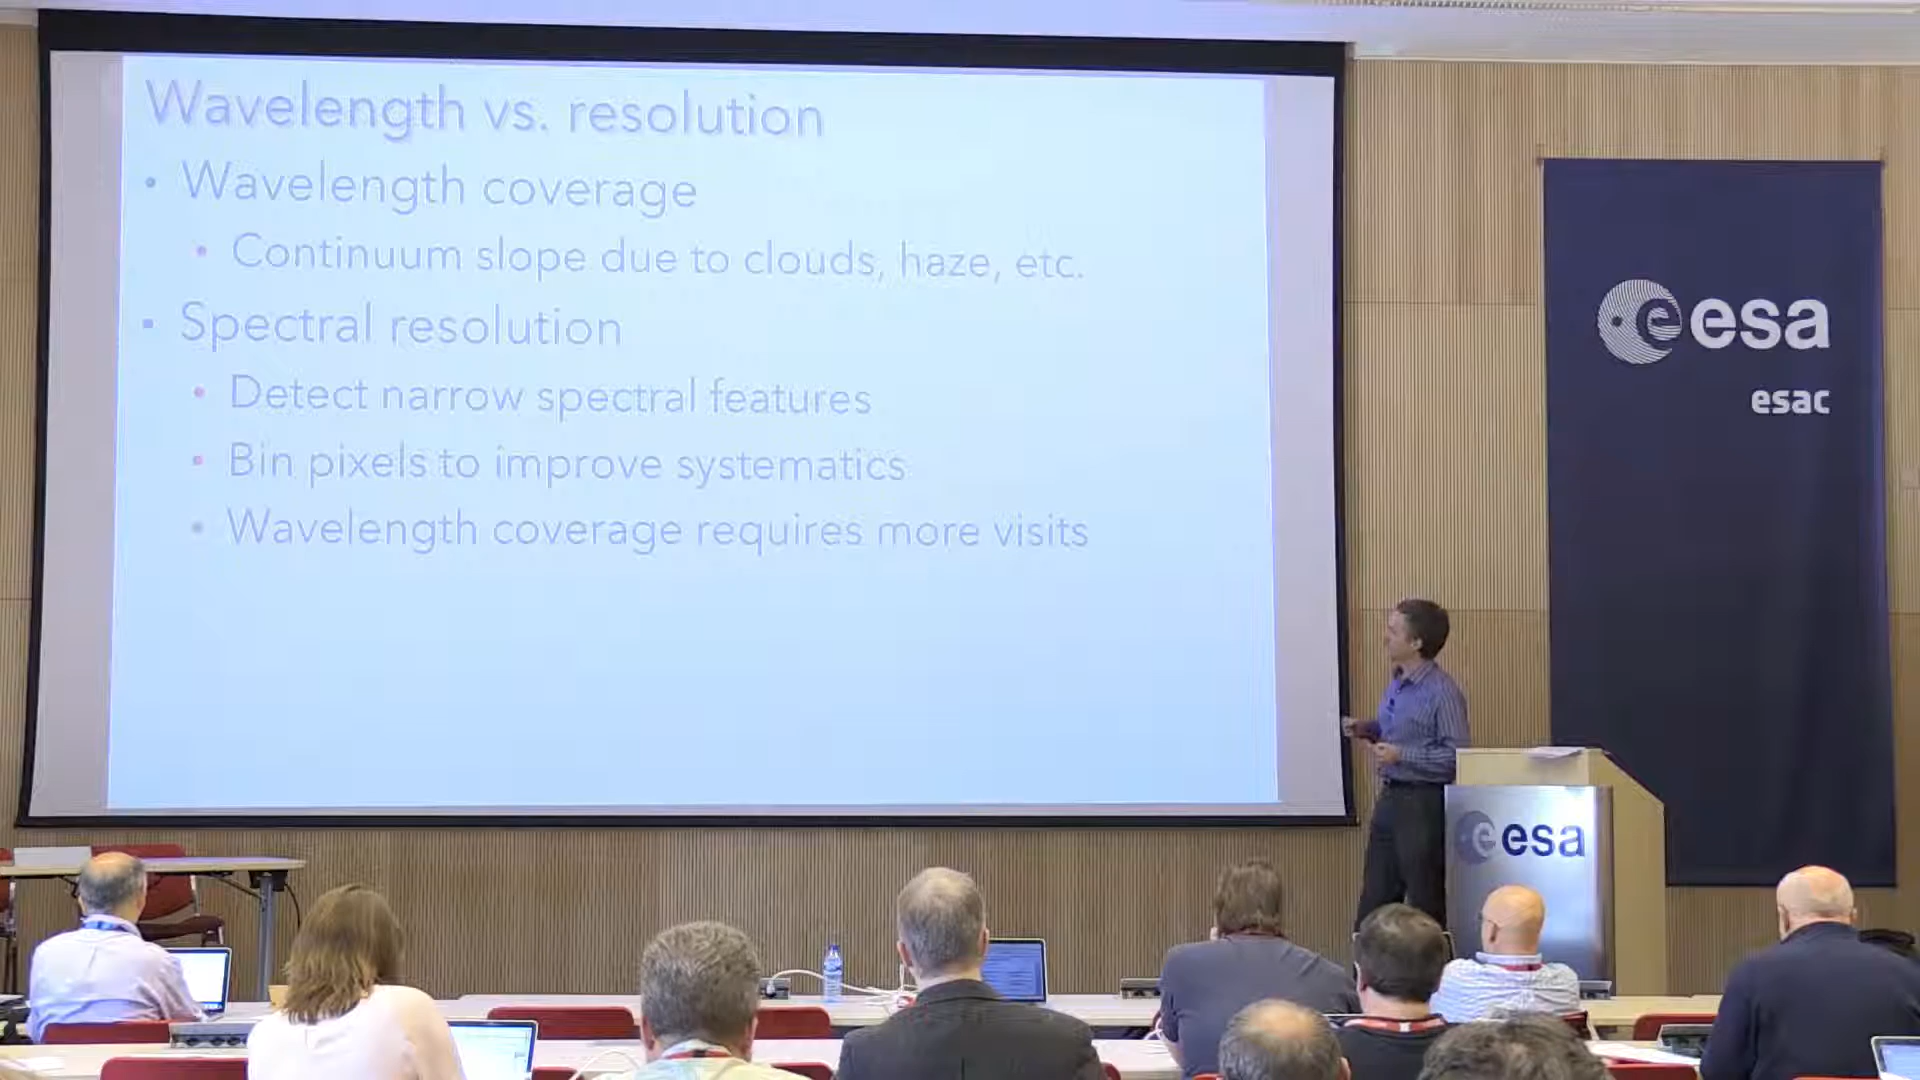 Wavelength vs. resolution
• Wavelength coverage
• Continuum slope due to clouds, haze, etc.
• Spectral resolution
• Detect narrow spectral features
• Bin pixels to improve systematics
• Wavelength coverage requires more visits
esa
esac
esa